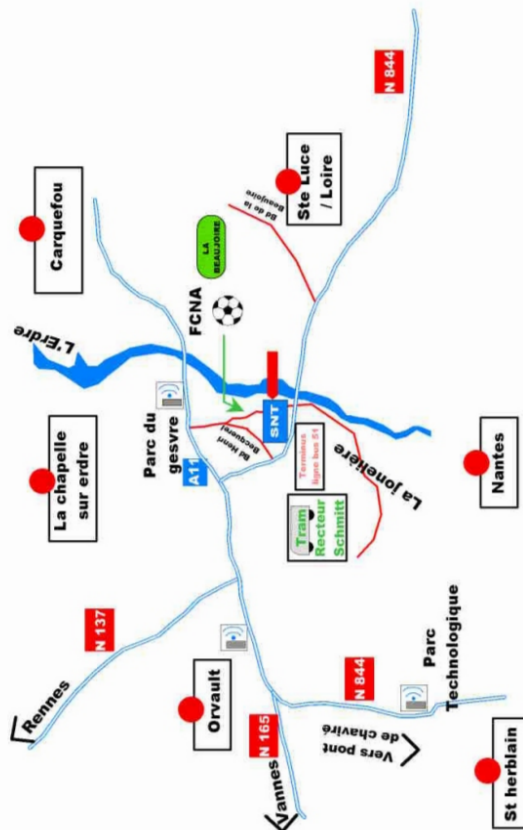 Rennes
N 137
La chapelle
sur erdre
L'Erdre
Carquefou
Parc du
gesvre
A11
FCNA
LA
BEAUJOIRE
Bd Henri
Becquerel
SNT
Bd de la
Beaujoire
Ste Luce
/ Loire
N 844
Orvault
N 165
Vannes
Terminus
ligne bus 51
Tram
Recteur
Schmitt
La jonelière
Vers pont
de chaviré
N 844
Parc
Technologique
Nantes
St herblain